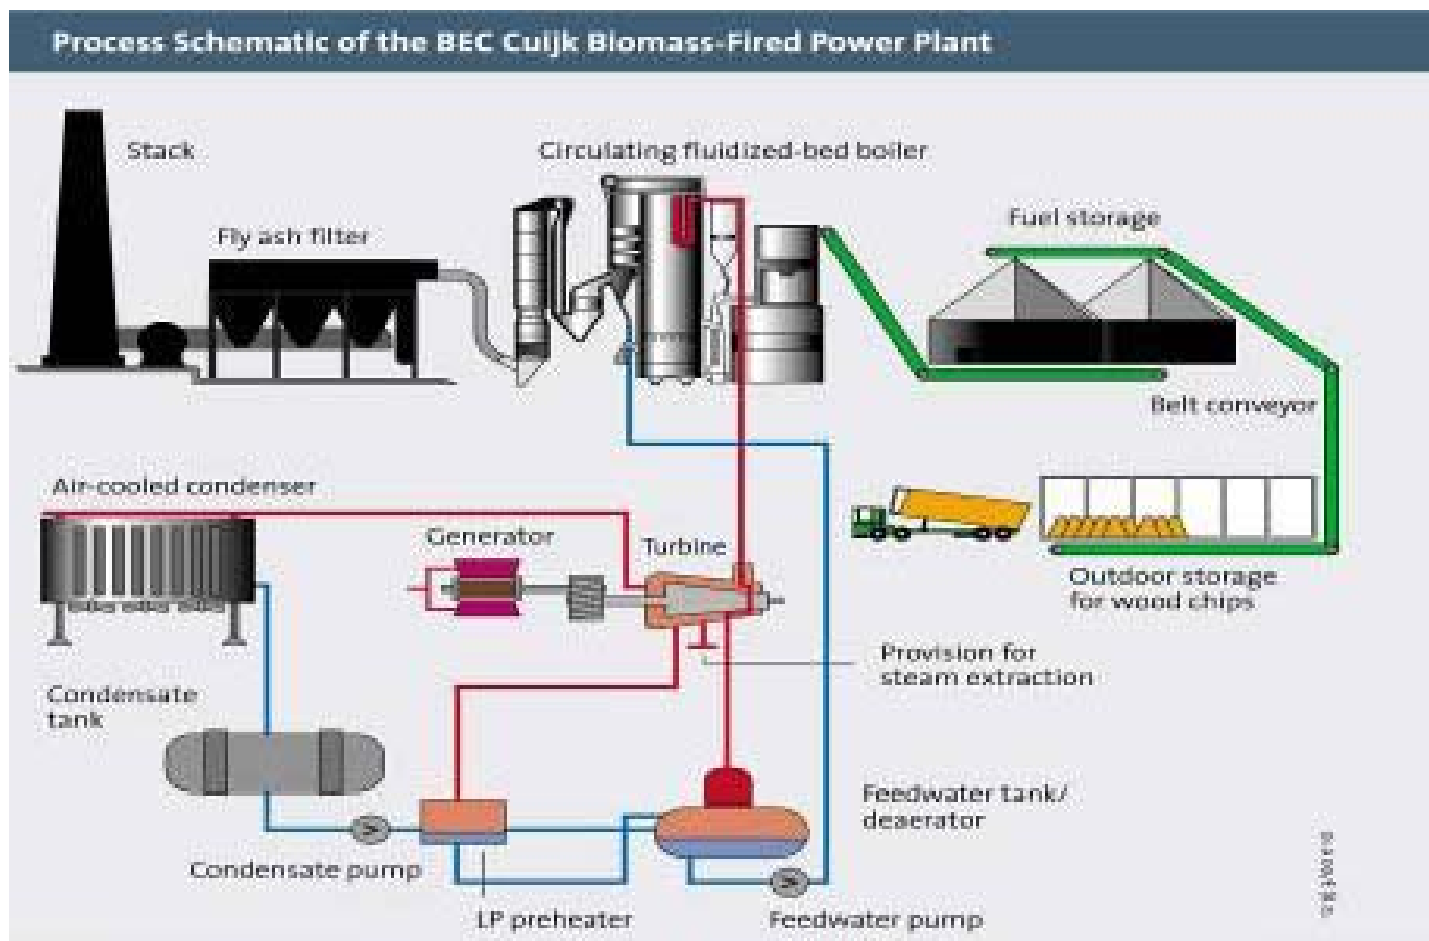 Process Schematic of the BEC Cuijk Biomass-Fired Power Plant
Stack
Circulating fluidized-bed boiler
Fuel storage
Fly ash filter
Belt conveyor
Air-cooled condenser
Generator
Turbine
Outdoor storage
for wood chips
Provision for
steam extraction
Condensate
tank
Feedwater tank/
deaerator
Condensate pump
LP preheater
Feedwater pump